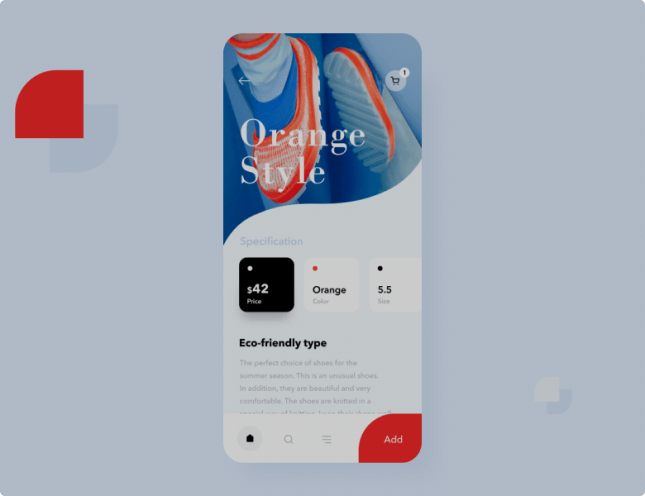 1
Orange
Style
Specification
$42
Price
Orange
Color
5.5
Size
Eco-friendly type
The perfect choice of shoes for the
summer season. This is an unusual shoes.
In addition, they are beautiful and very
comfortable. The shoes are knitted in a
Add